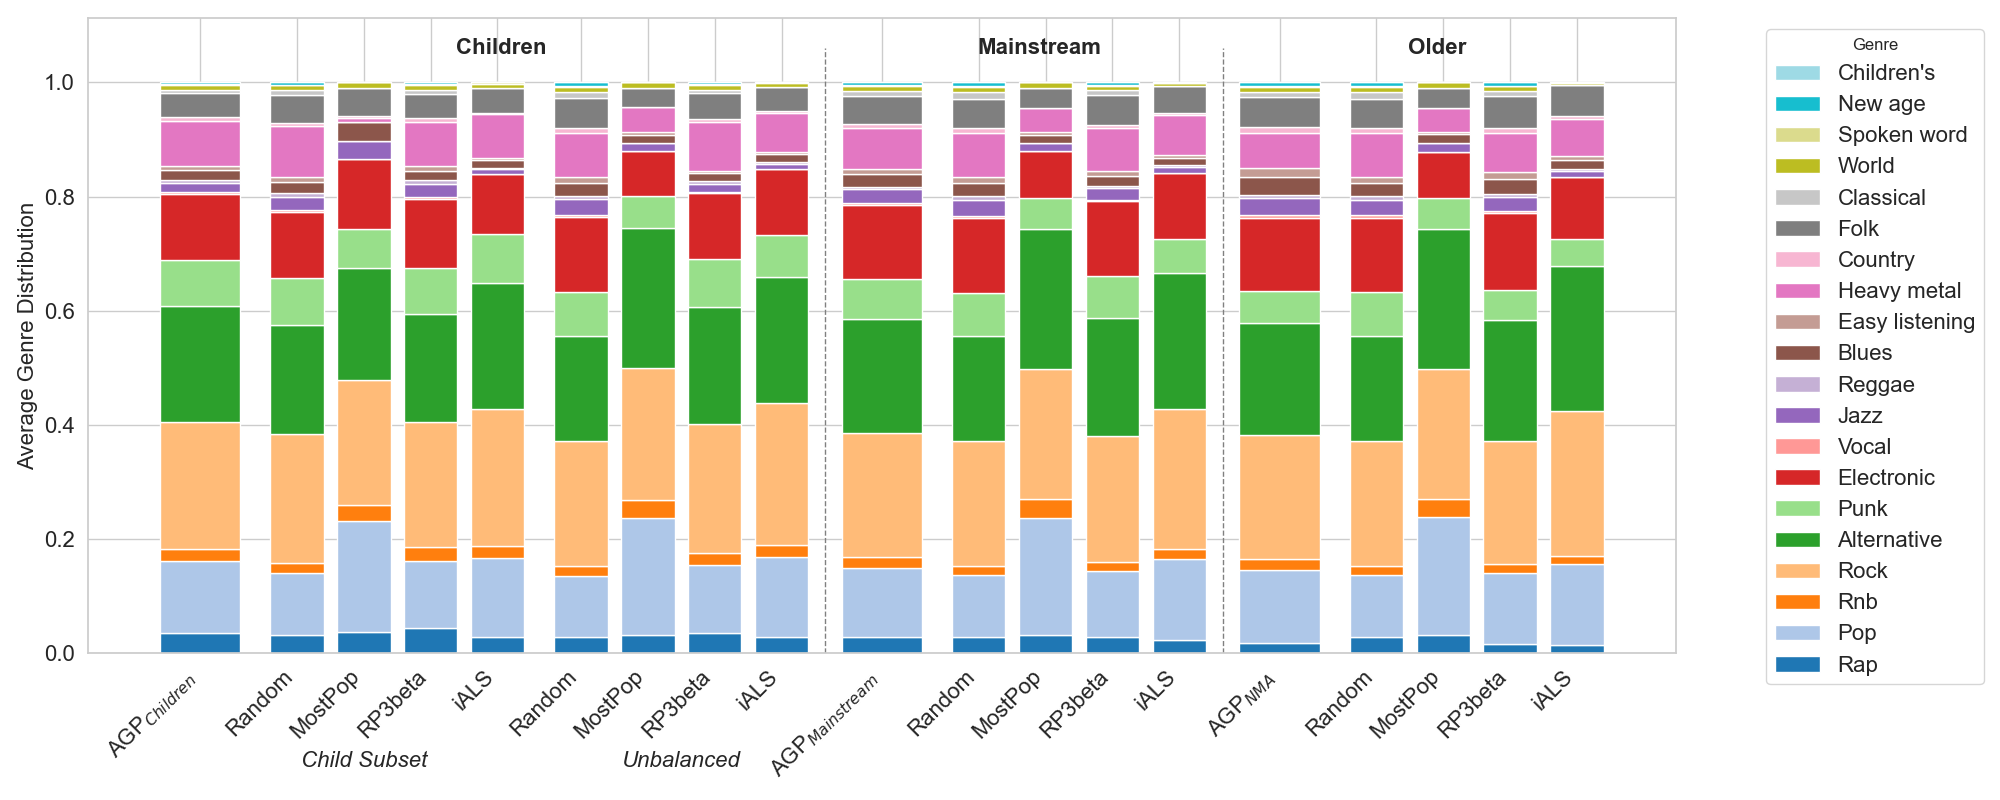 Children
Mainstream
Older
Average Genre Distribution
1.0
0.8
0.6
0.4
0.2
0.0
AGP_Children
Random
MostPop
RP3beta
iALS
Random
MostPop
RP3beta
iALS
AGP_Mainstream
Random
MostPop
RP3beta
iALS
AGP_NMA
Random
MostPop
RP3beta
iALS
Child Subset
Unbalanced
Genre
Children's
New age
Spoken word
World
Classical
Folk
Country
Heavy metal
Easy listening
Blues
Reggae
Jazz
Vocal
Electronic
Punk
Alternative
Rock
Rnb
Pop
Rap